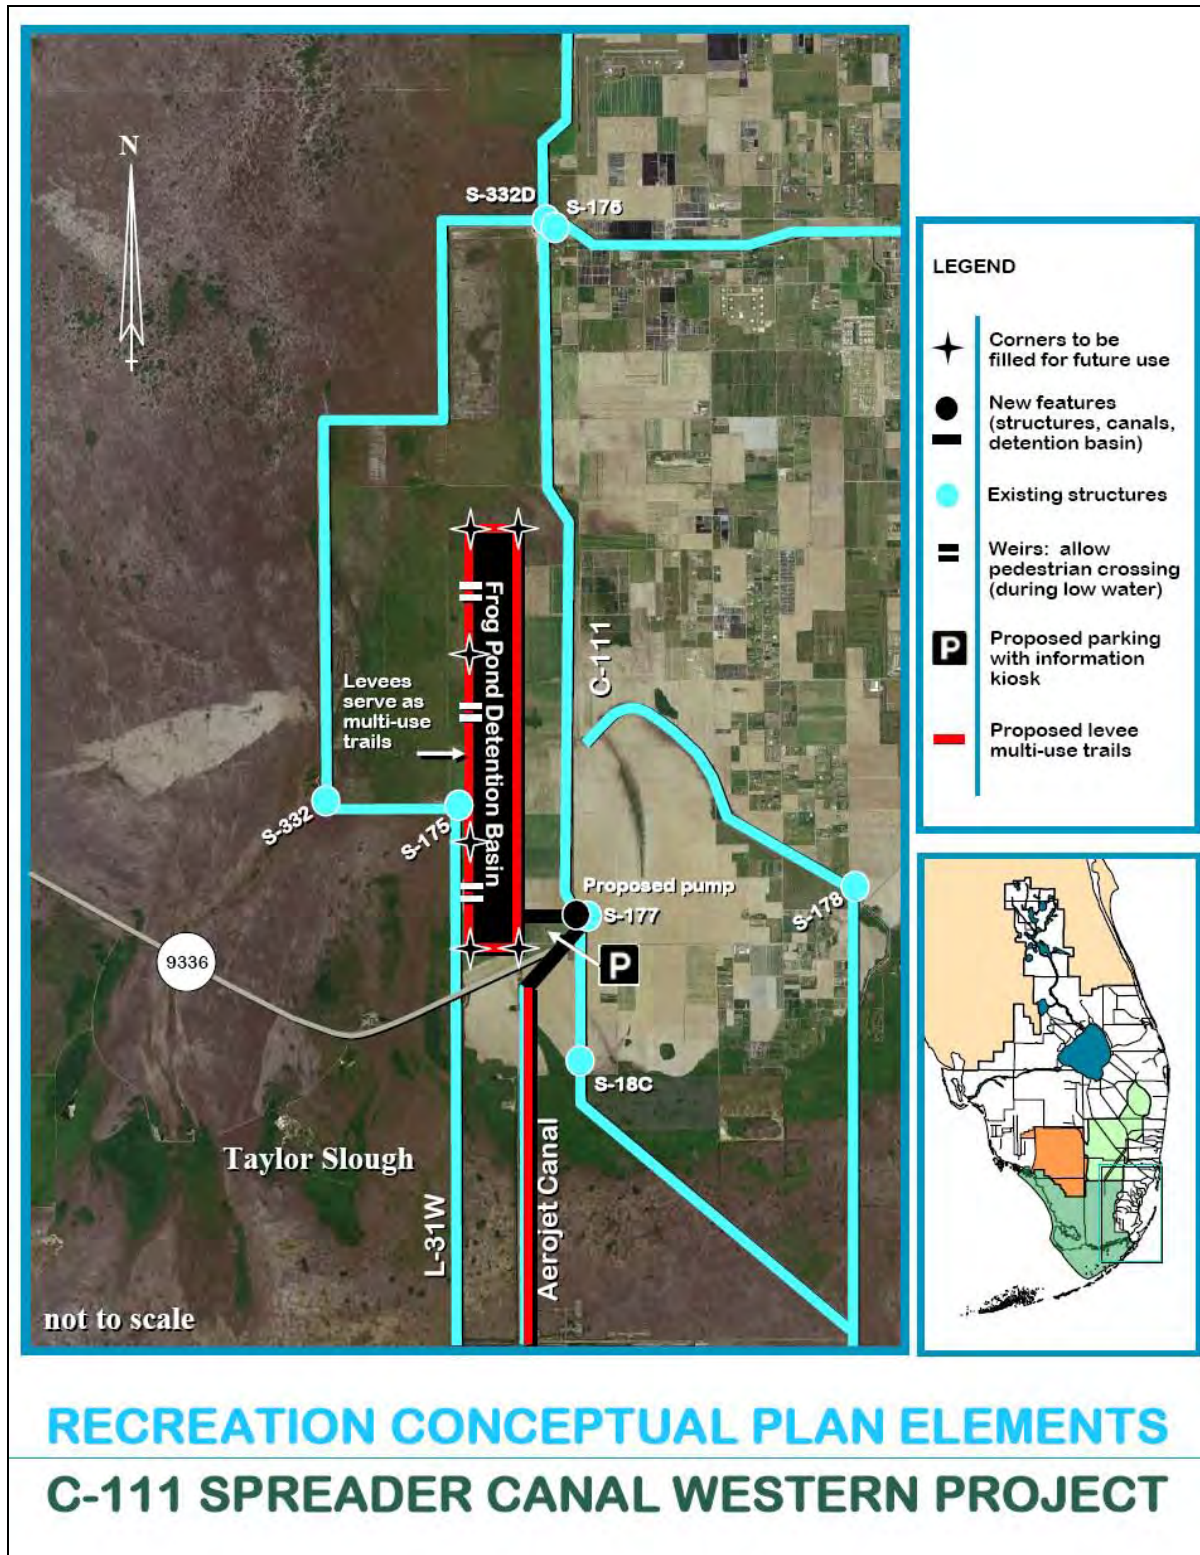 N
S-332D
S-176
Frog Pond Detention Basin
C-111
Levees
serve as
multi-use
trails
S-332
S-175
Proposed pump
S-177
S-178
P
9336
S-18C
Taylor Slough
L-31W
Aerojet Canal
not to scale
LEGEND
Corners to be
filled for future use
New features
(structures, canals,
detention basin)
Existing structures
Weirs: allow
pedestrian crossing
(during low water)
P
Proposed parking
with information
kiosk
Proposed levee
multi-use trails
RECREATION CONCEPTUAL PLAN ELEMENTS
C-111 SPREADER CANAL WESTERN PROJECT